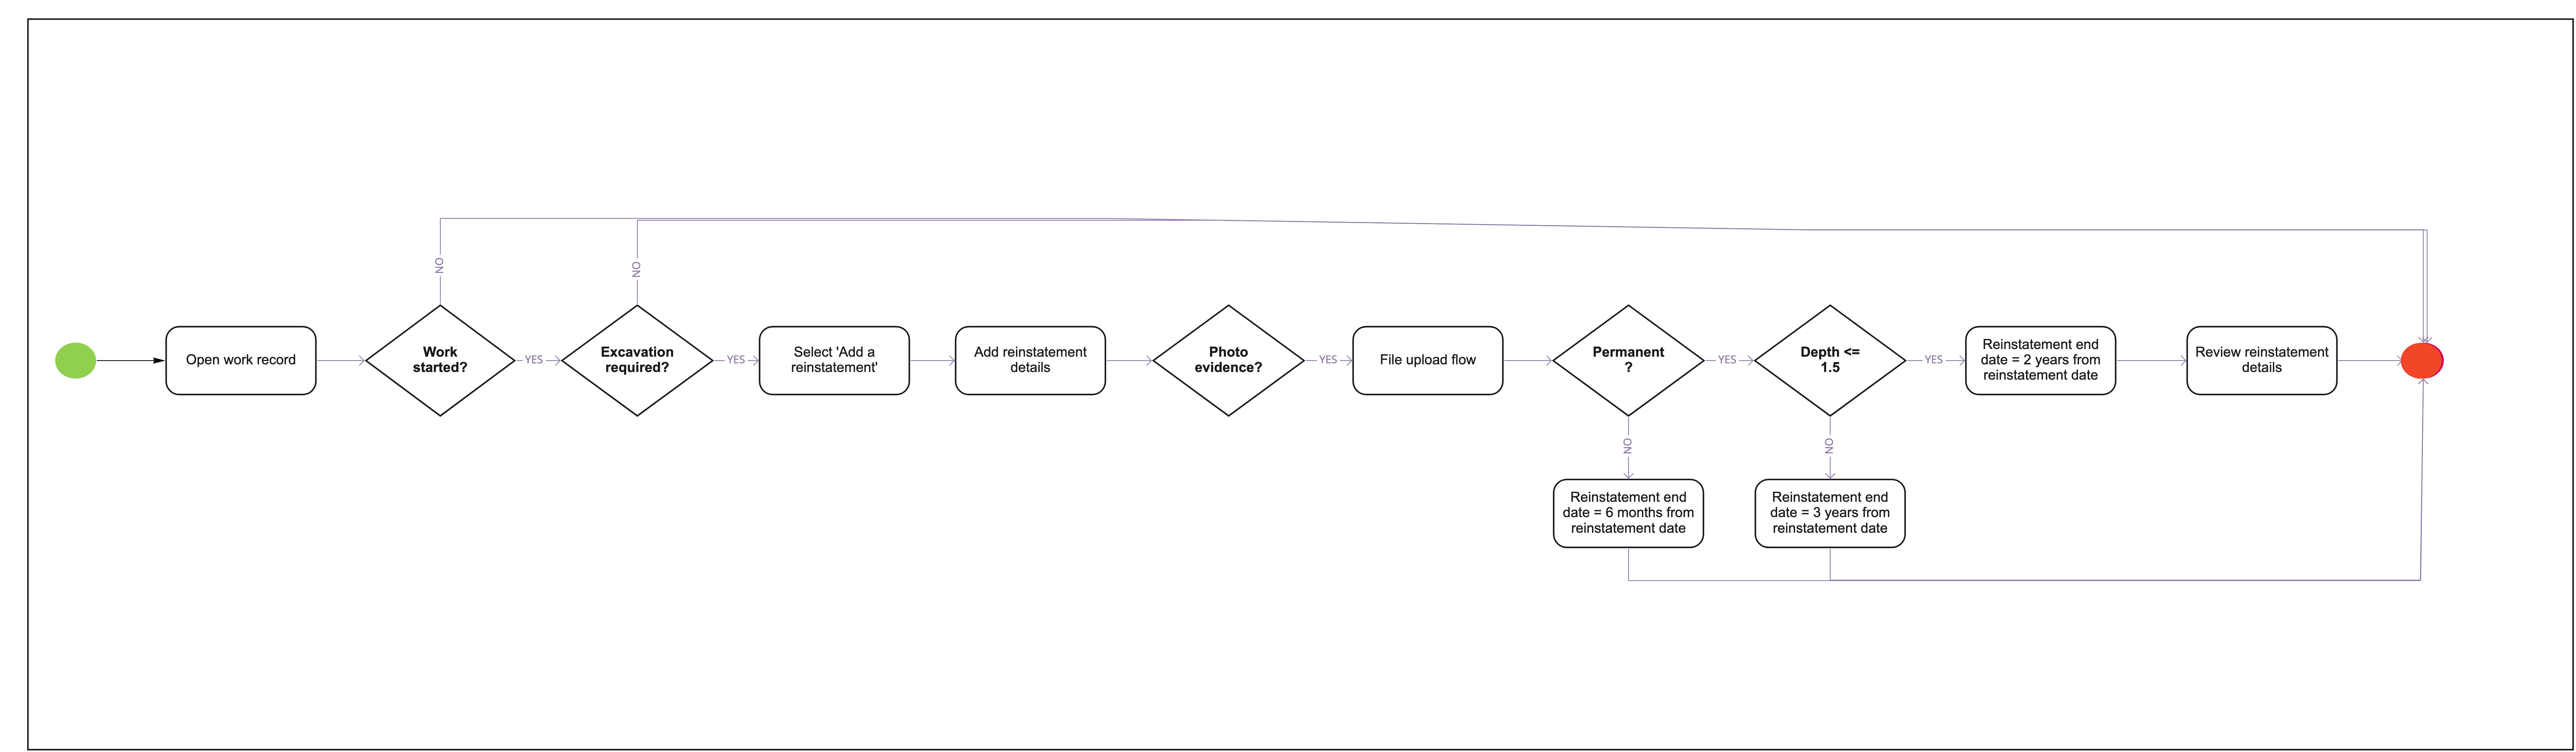 NO
NO
Open work record
Work
started?
YES
Excavation
required?
YES
Select 'Add a
reinstatement'
Add reinstatement
details
Photo
evidence?
YES
File upload flow
Permanent
?
YES
Depth <=
1.5
YES
Reinstatement end
date = 2 years from
reinstatement date
Review reinstatement
details
NO
NO
Reinstatement end
date = 6 months from
reinstatement date
Reinstatement end
date = 3 years from
reinstatement date